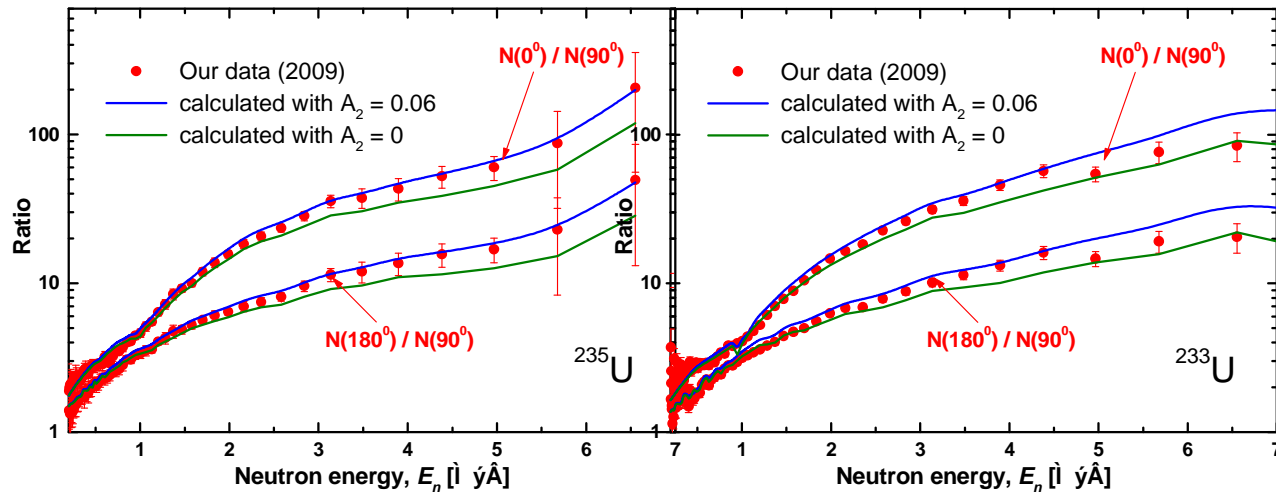 N(0⁰) / N(90⁰)
Our data (2009)
calculated with A₂ = 0.06
calculated with A₂ = 0
100
10
1
Ratio
N(180⁰) / N(90⁰)
²³⁵U
1 2 3 4 5 6 7
Neutron energy, Eₙ [Ì ýÂ]
N(0⁰) / N(90⁰)
Our data (2009)
calculated with A₂ = 0.06
calculated with A₂ = 0
100
10
1
Ratio
N(180⁰) / N(90⁰)
²³³U
1 2 3 4 5 6 7
Neutron energy, Eₙ [Ì ýÂ]